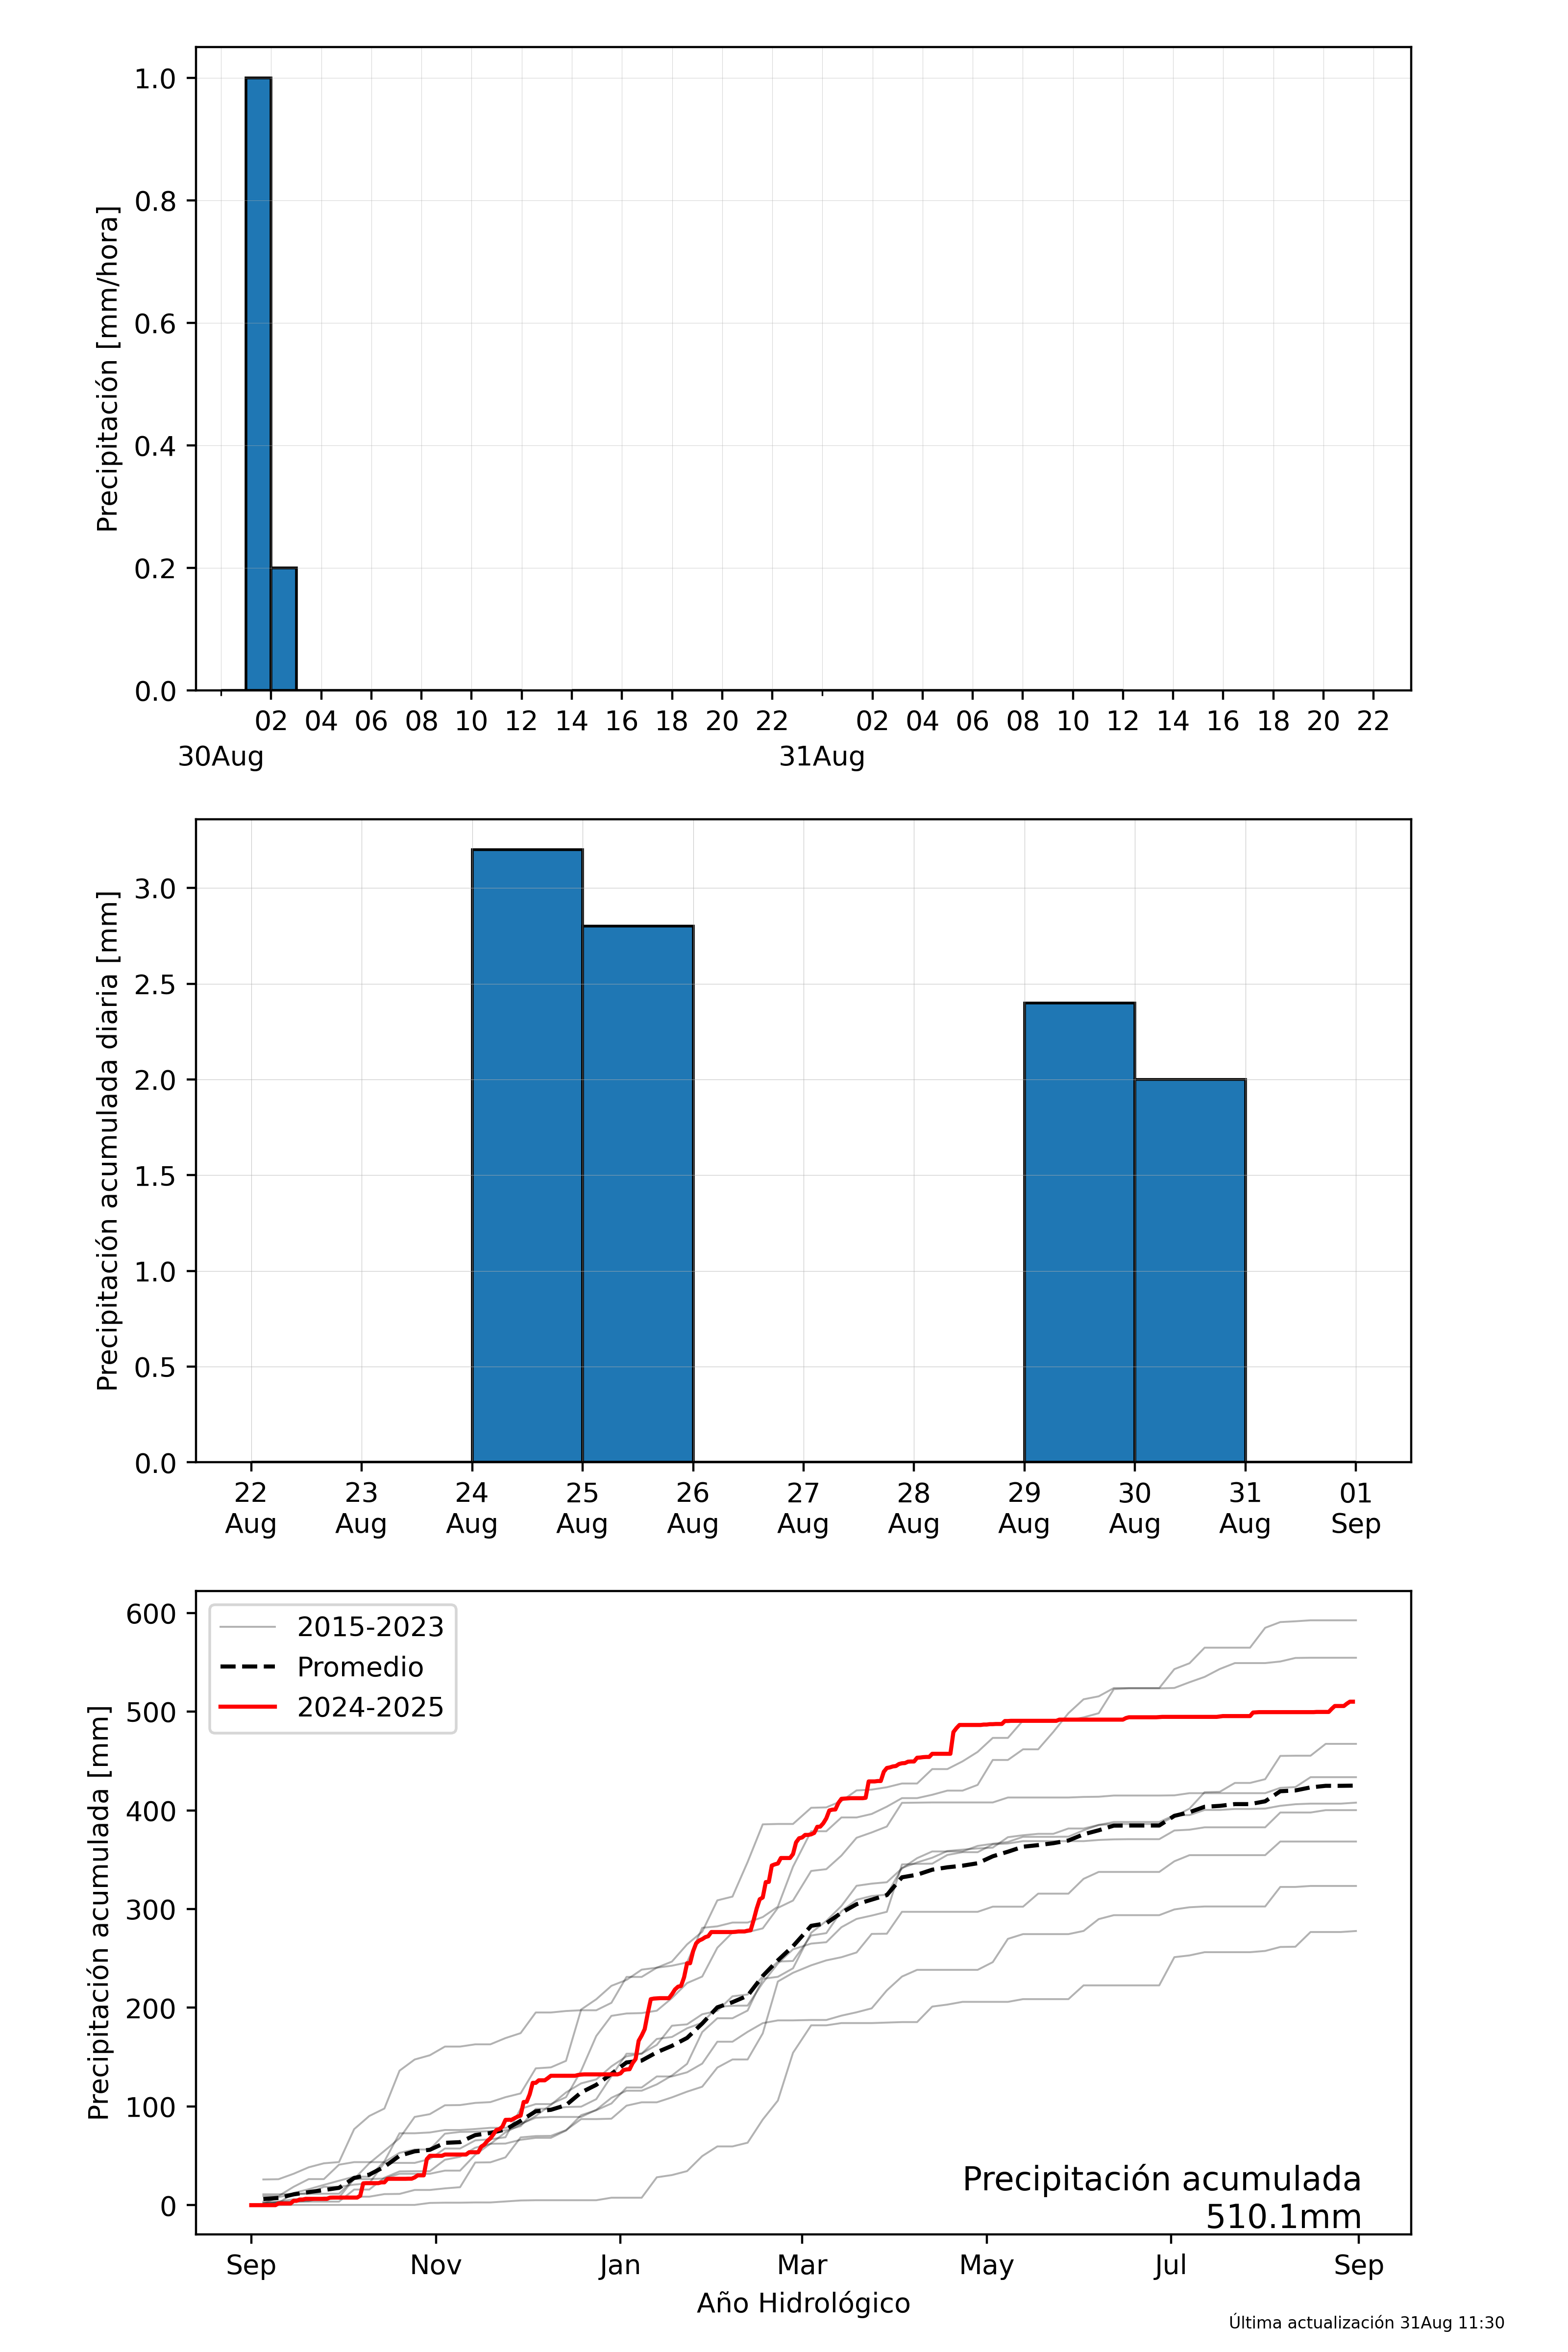 Precipitación [mm/hora]
1.0
0.8
0.6
0.4
0.2
0.0
02 04 06 08 10 12 14 16 18 20 22 02 04 06 08 10 12 14 16 18 20 22
30Aug 31Aug
Precipitación acumulada diaria [mm]
3.0
2.5
2.0
1.5
1.0
0.5
0.0
22 23 24 25 26 27 28 29 30 31 01
Aug Aug Aug Aug Aug Aug Aug Aug Aug Aug Sep
Precipitación acumulada [mm]
600
500
400
300
200
100
0
2015-2023
Promedio
2024-2025
Precipitación acumulada
510.1mm
Sep Nov Jan Mar May Jul Sep
Año Hidrológico
Última actualización 31Aug 11:30